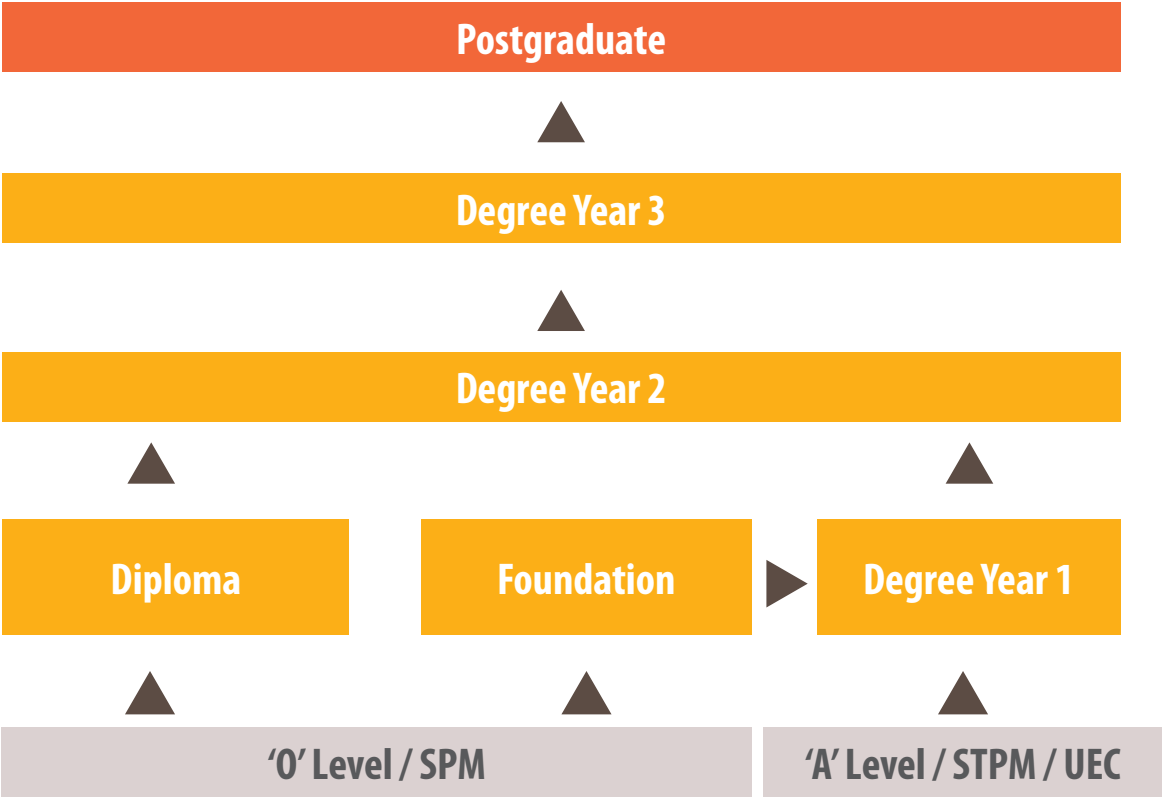 Postgraduate
Degree Year 3
Degree Year 2
Diploma
Foundation
Degree Year 1
‘O’ Level / SPM
‘A’ Level / STPM / UEC